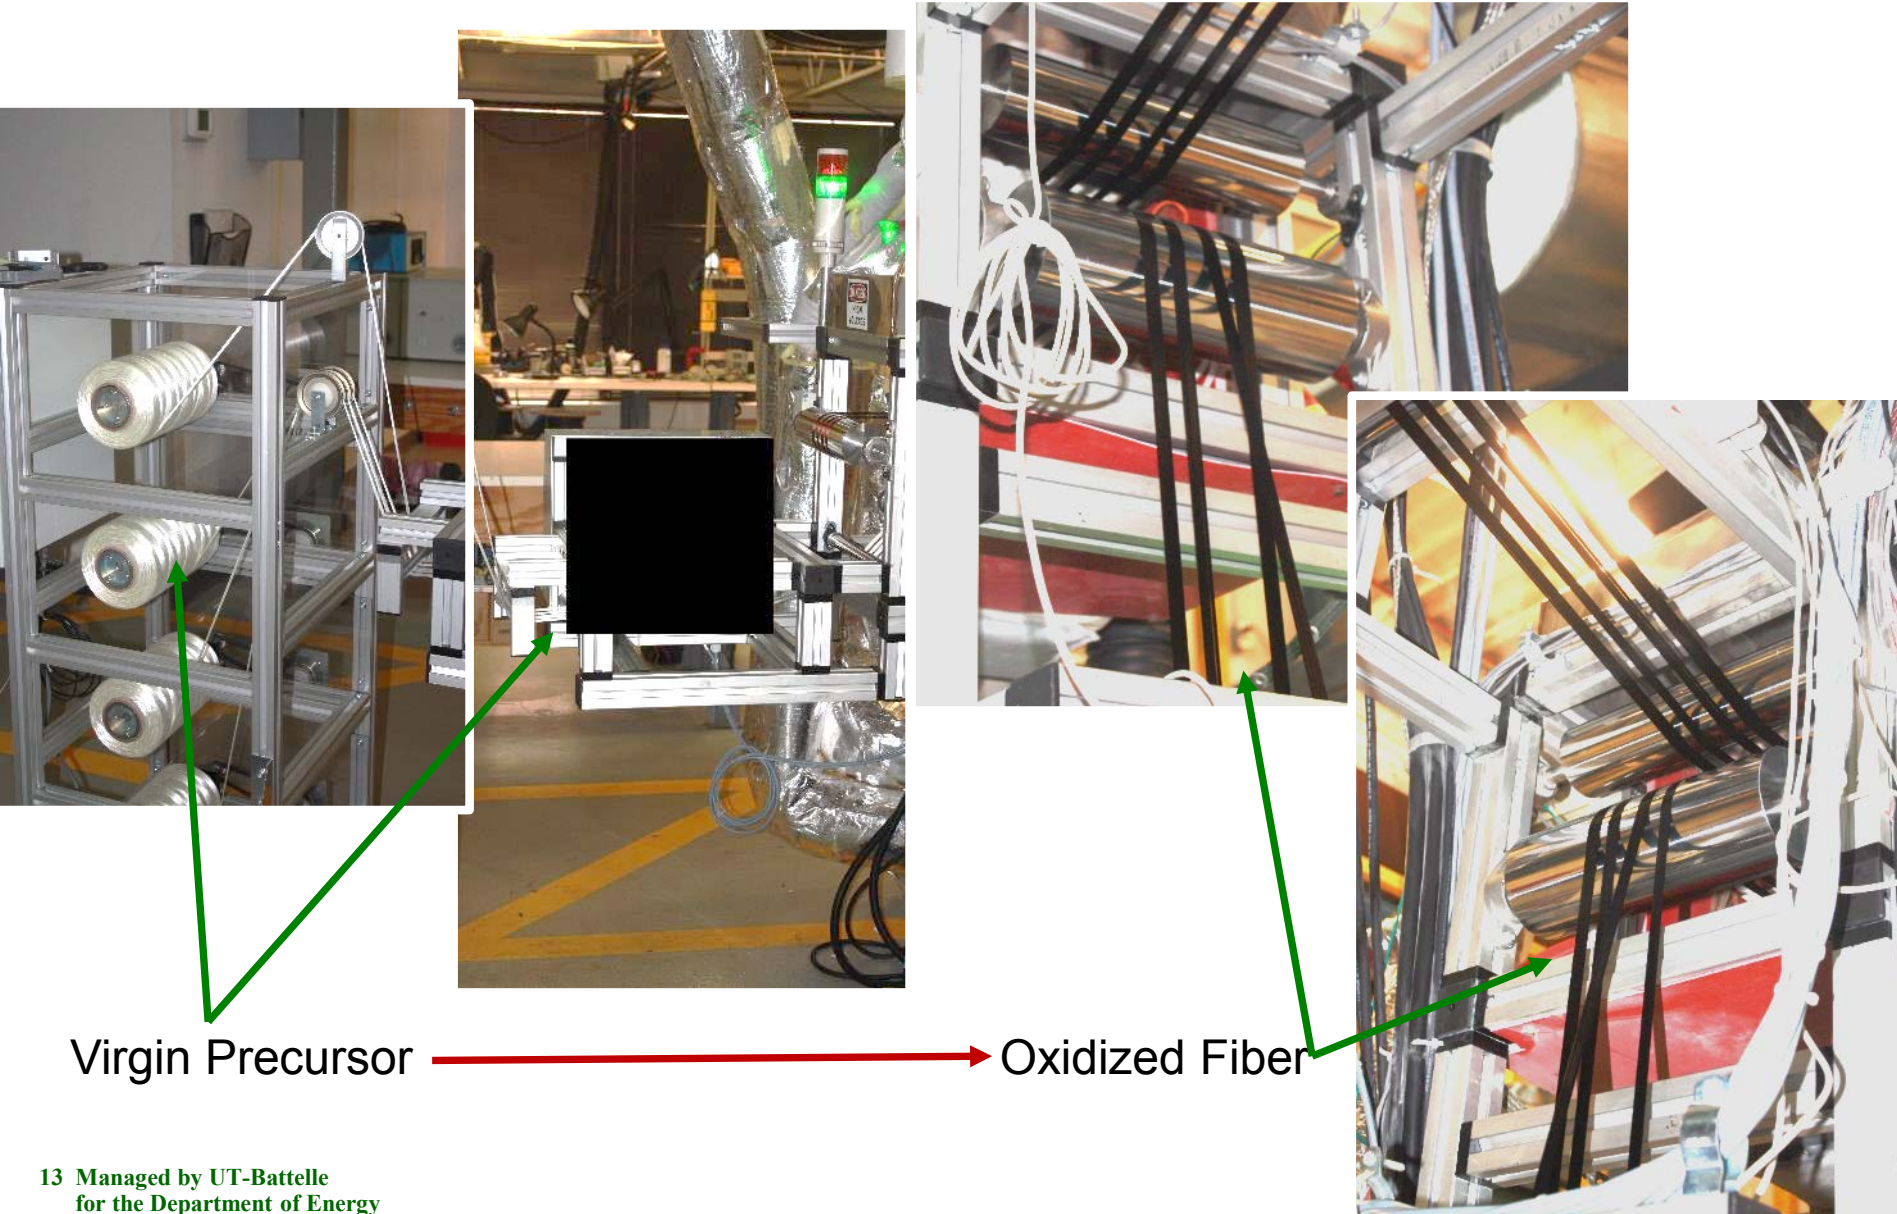 Virgin Precursor
Oxidized Fiber
13 Managed by UT-Battelle
for the Department of Energy